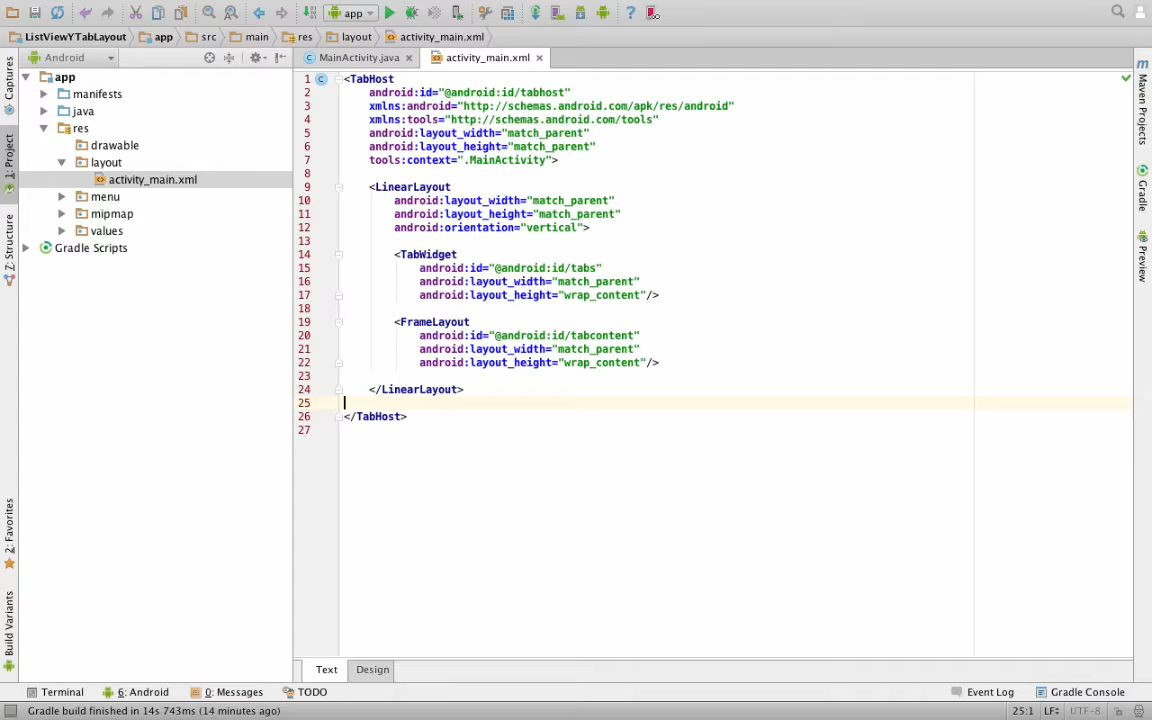 app
ListViewYTabLayout app src main res layout activity_main.xml
Android
MainActivity.java activity_main.xml
Captures
1: Project
7: Structure
2: Favorites
Build Variants
app
manifests
java
res
drawable
layout
activity_main.xml
menu
mipmap
values
Gradle Scripts
1 <TabHost
2 android:id="@android:id/tabhost"
3 xmlns:android="http://schemas.android.com/apk/res/android"
4 xmlns:tools="http://schemas.android.com/tools"
5 android:layout_width="match_parent"
6 android:layout_height="match_parent"
7 tools:context=".MainActivity">
8
9 <LinearLayout
10 android:layout_width="match_parent"
11 android:layout_height="match_parent"
12 android:orientation="vertical">
13
14 <TabWidget
15 android:id="@android:id/tabs"
16 android:layout_width="match_parent"
17 android:layout_height="wrap_content"/>
18
19 <FrameLayout
20 android:id="@android:id/tabcontent"
21 android:layout_width="match_parent"
22 android:layout_height="wrap_content"/>
23
24 </LinearLayout>
25
26 </TabHost>
27
Maven Projects
Gradle
Preview
Text Design
Terminal 6: Android 0: Messages TODO Event Log Gradle Console
Gradle build finished in 14s 743ms (14 minutes ago) 25:1 LF÷ UTF-8÷